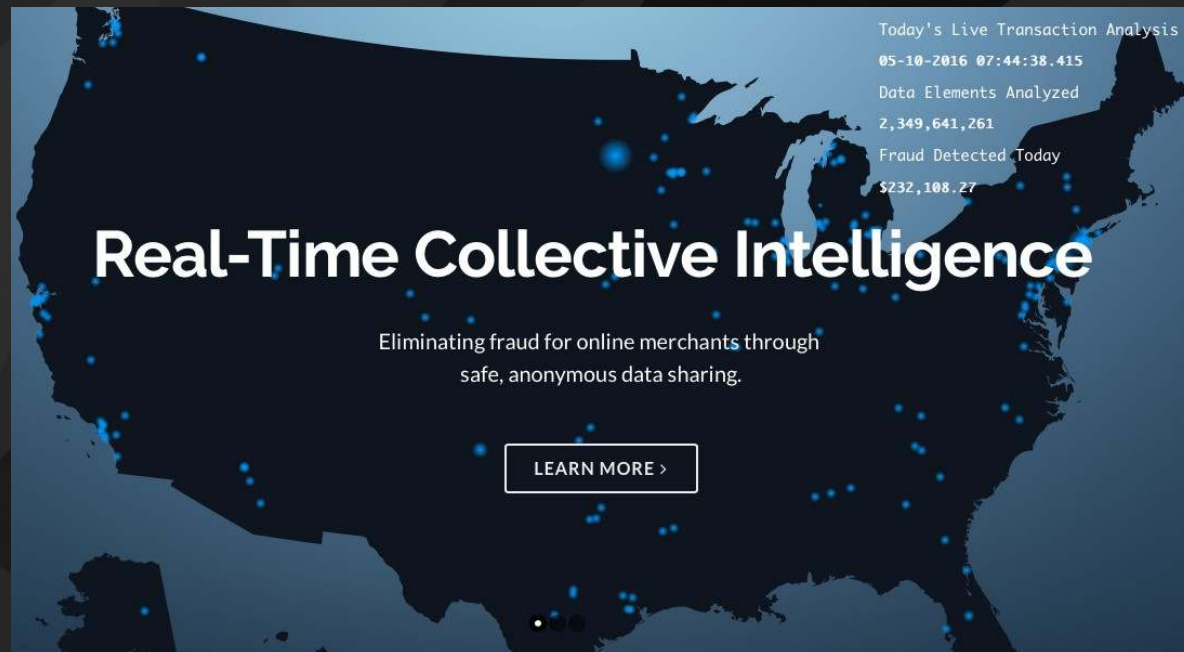 Today's Live Transaction Analysis
05-10-2016 07:44:38.415
Data Elements Analyzed
2,349,641,261
Fraud Detected Today
$232,108.27
Real-Time Collective Intelligence
Eliminating fraud for online merchants through
safe, anonymous data sharing.
LEARN MORE >